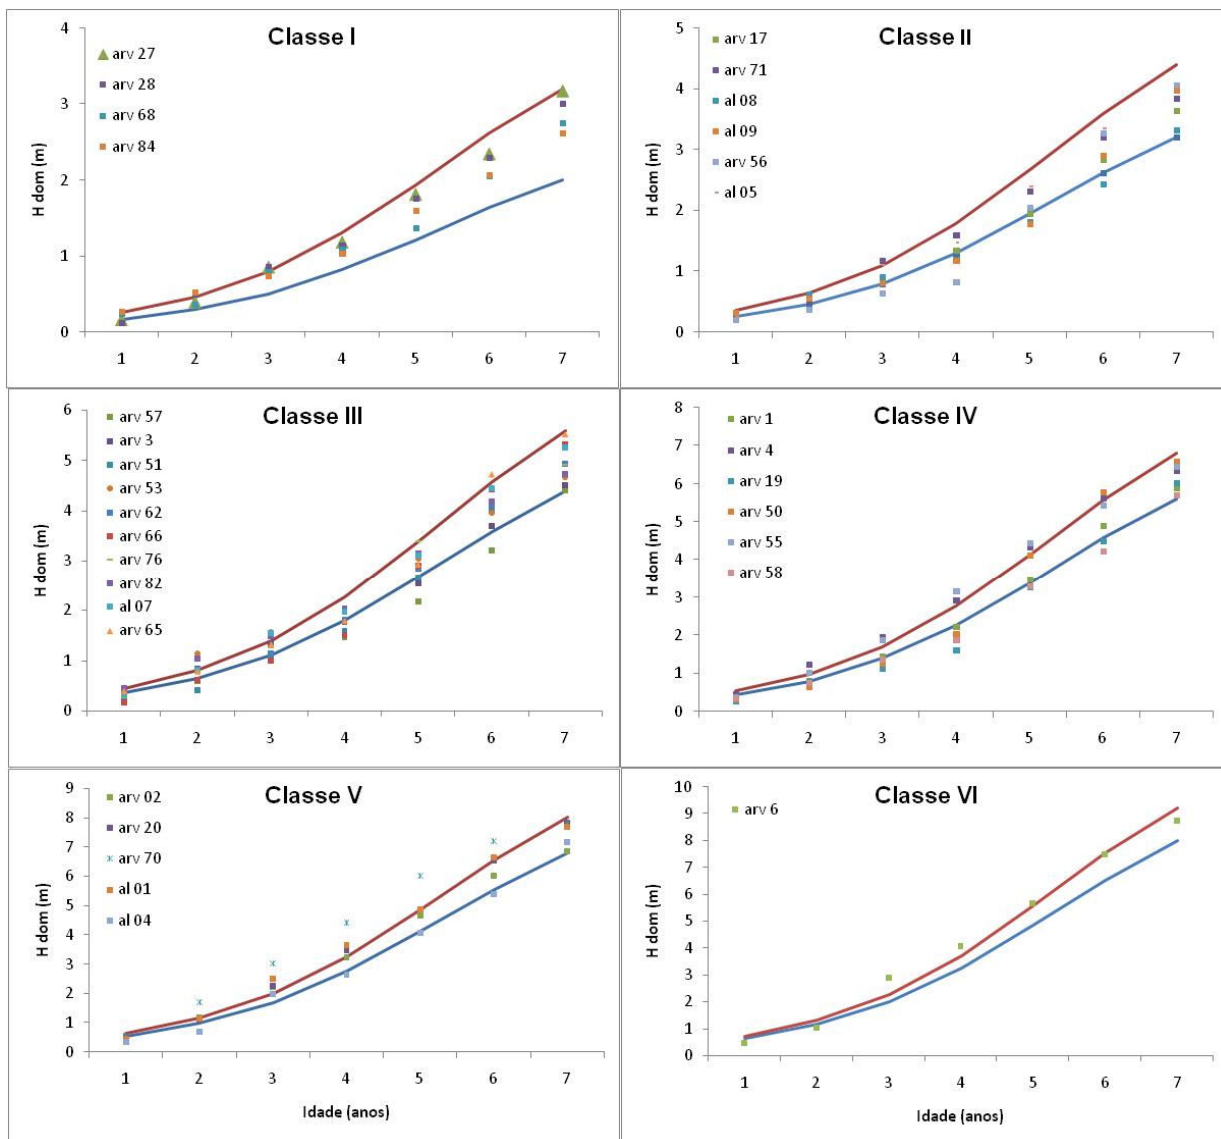 Classe I
H dom (m)
4
3
2
1
0
arv 27
arv 28
arv 68
arv 84
1 2 3 4 5 6 7
Classe II
H dom (m)
5
4
3
2
1
0
arv 17
arv 71
al 08
al 09
arv 56
al 05
1 2 3 4 5 6 7
Classe III
H dom (m)
6
5
4
3
2
1
0
arv 57
arv 3
arv 51
arv 53
arv 62
arv 66
arv 76
arv 82
al 07
arv 65
1 2 3 4 5 6 7
Classe IV
H dom (m)
8
7
6
5
4
3
2
1
0
arv 1
arv 4
arv 19
arv 50
arv 55
arv 58
1 2 3 4 5 6 7
Classe V
H dom (m)
9
8
7
6
5
4
3
2
1
0
arv 02
arv 20
arv 70
al 01
al 04
1 2 3 4 5 6 7
Idade (anos)
Classe VI
H dom (m)
10
9
8
7
6
5
4
3
2
1
0
arv 6
1 2 3 4 5 6 7
Idade (anos)